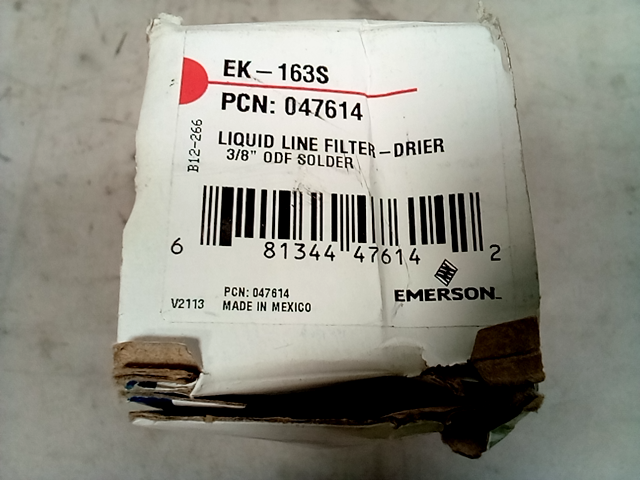 EK-163S
PCN: 047614
B12-266
LIQUID LINE FILTER-DRIER
3/8" ODF SOLDER
6 81344 47614 2
EMERSON
V2113
PCN: 047614
MADE IN MEXICO